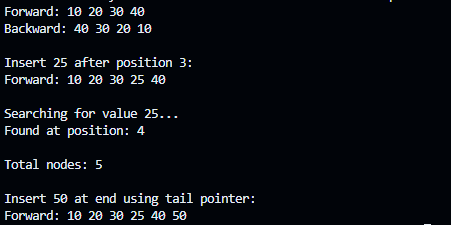 Forward: 10 20 30 40
Backward: 40 30 20 10
Insert 25 after position 3:
Forward: 10 20 30 25 40
Searching for value 25...
Found at position: 4
Total nodes: 5
Insert 50 at end using tail pointer:
Forward: 10 20 30 25 40 50